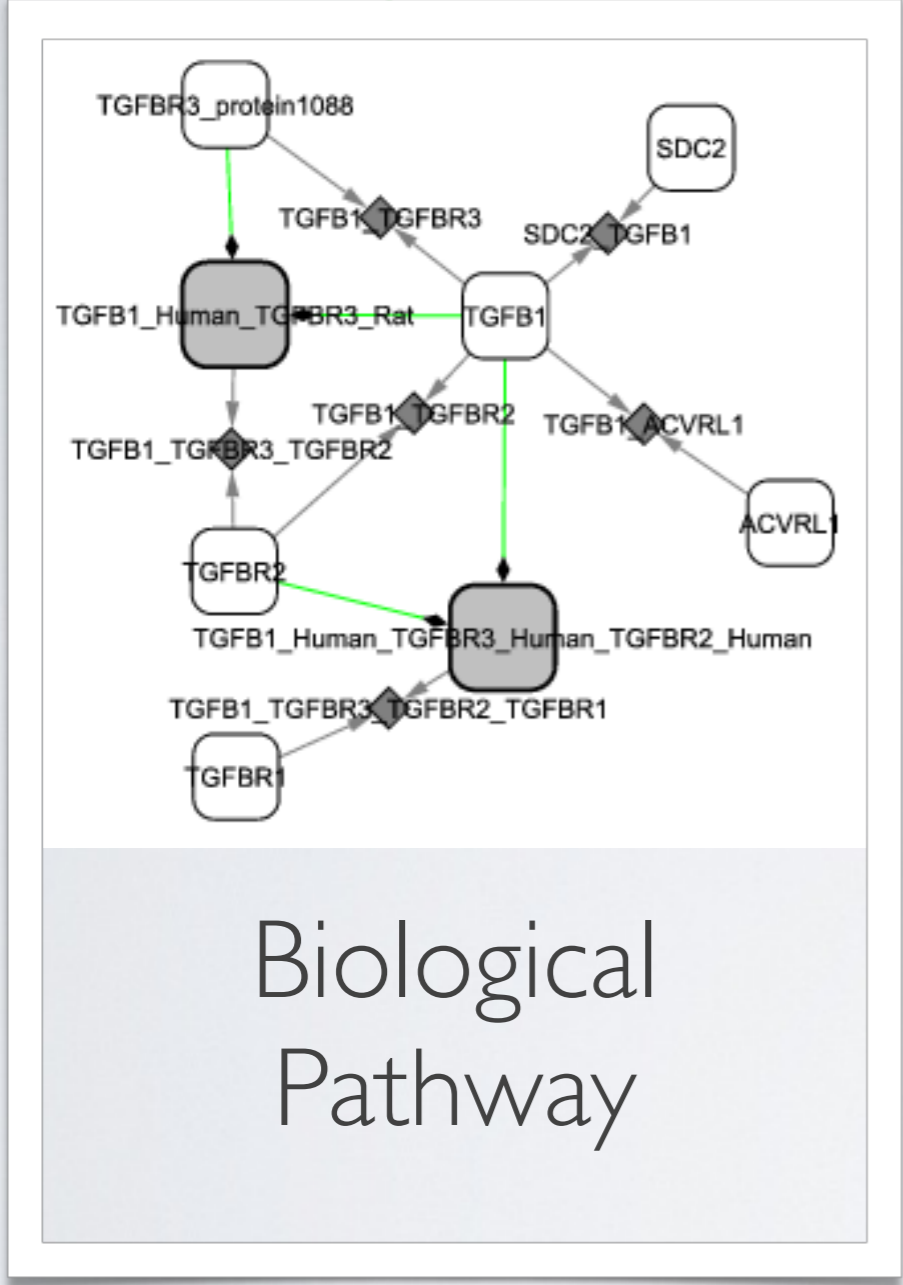 TGFBR3_protein1088
SDC2
TGFB1_TGFBR3
SDC2_TGFB1
TGFB1_Human_TGFBR3_Rat
TGFB1
TGFB1_TGFBR2
TGFB1_ACVRL1
TGFB1_TGFBR3_TGFBR2
ACVRL1
TGFBR2
TGFB1_Human_TGFBR3_Human_TGFBR2_Human
TGFB1_TGFBR3_TGFBR2_TGFBR1
TGFBR1
Biological
Pathway